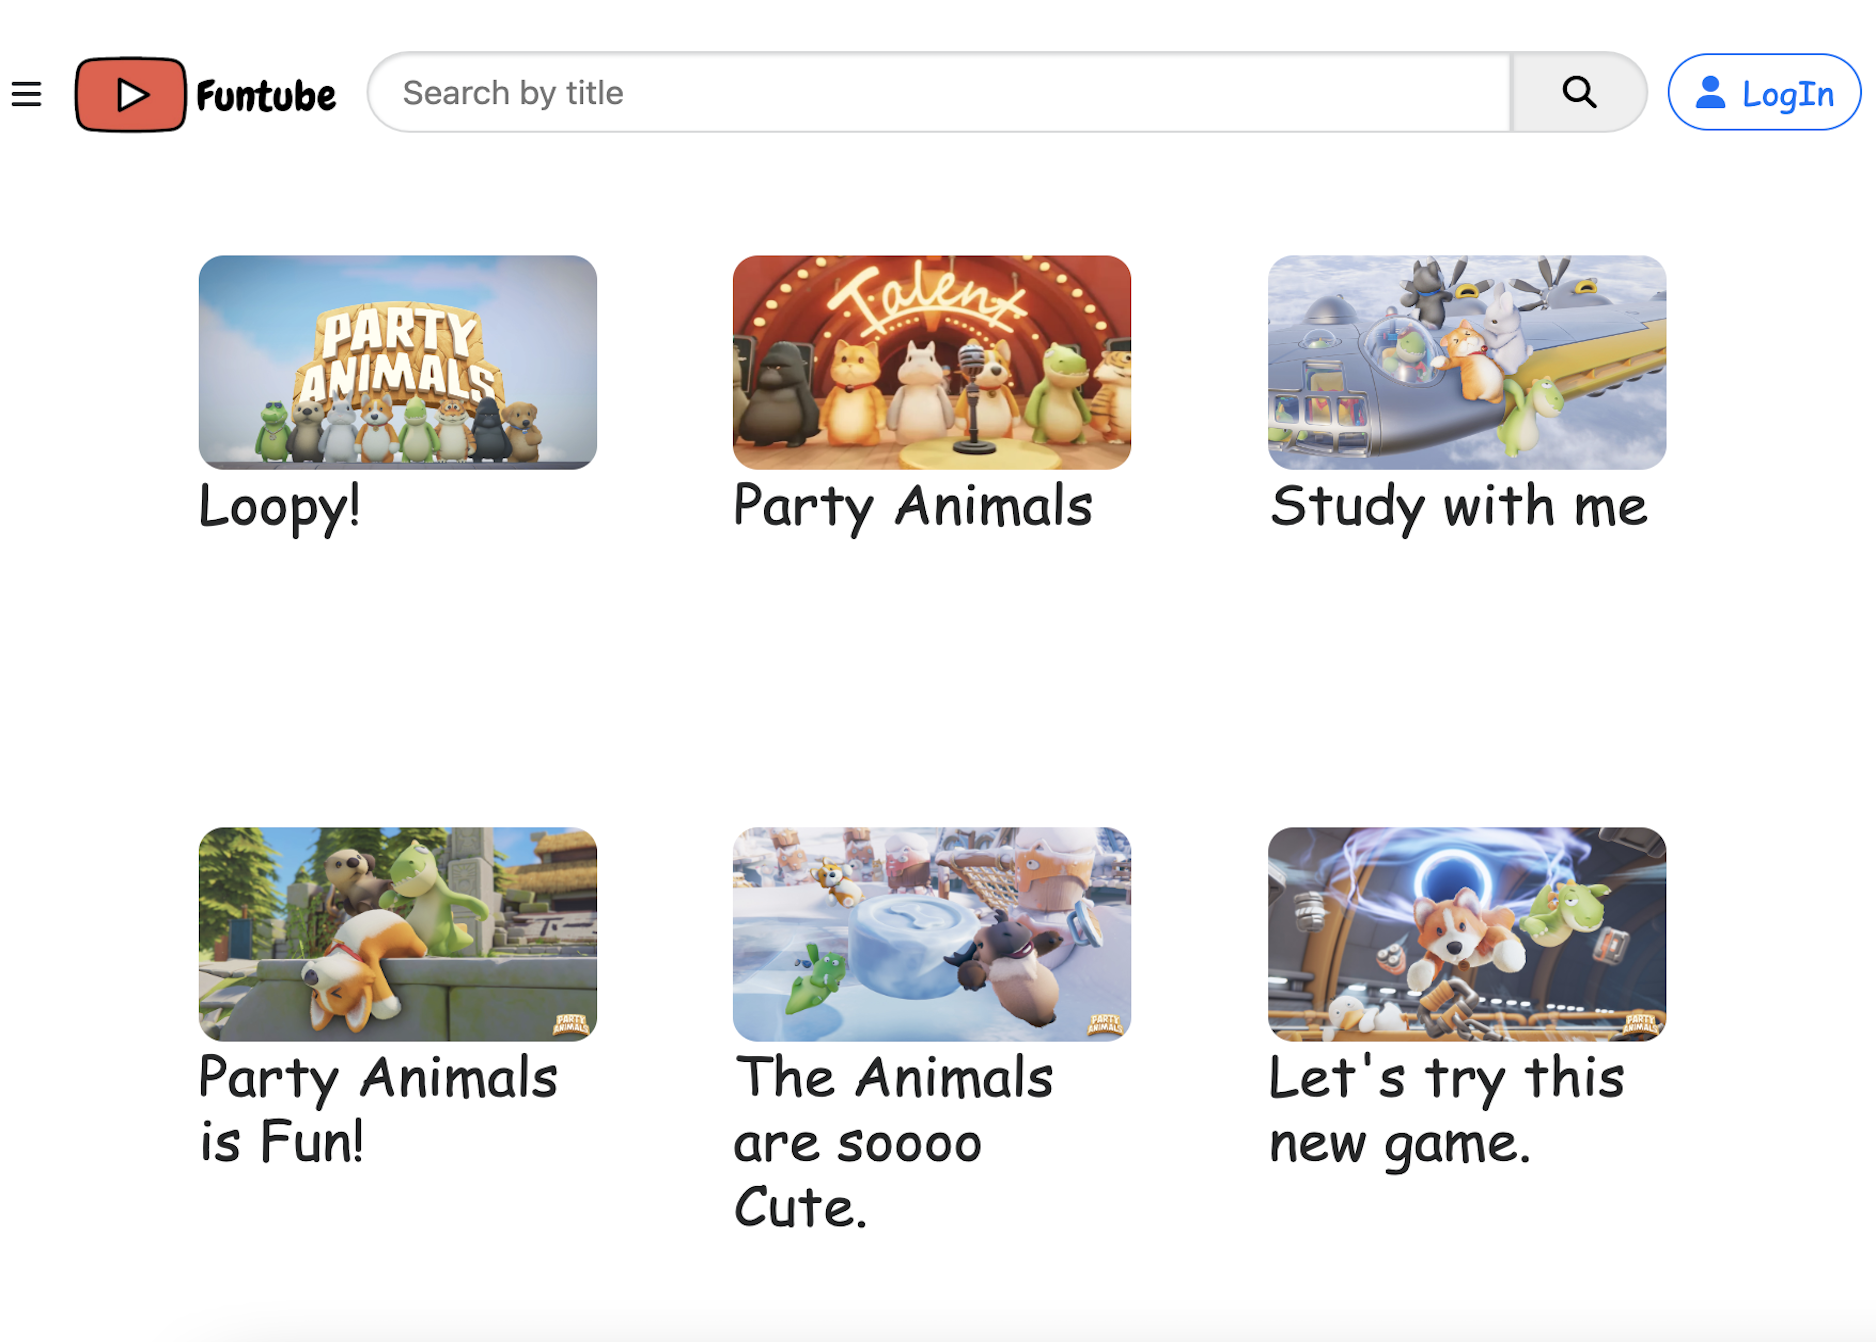 Funtube
Search by title
LogIn
PARTY
ANIMALS
Talent
Loopy!
Party Animals
Study with me
PARTY
ANIMALS
PARTY
ANIMALS
PARTY
ANIMALS
Party Animals
is Fun!
The Animals
are soooo
Cute.
Let's try this
new game.